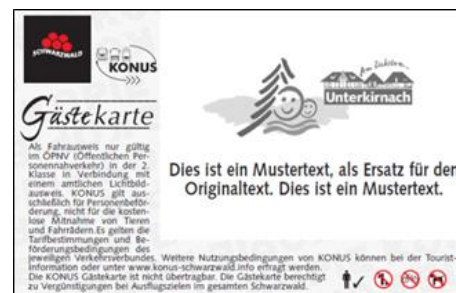 SCHWARZWALD
KONUS
Gästekarte
Als Fahrausweis nur gültig
im ÖPNV (Öffentlichen Per-
sonennahverkehr) in der 2.
Klasse in Verbindung mit
einem amtlichen Lichtbild-
ausweis. KONUS gilt aus-
schließlich für Personenbeför-
derung, nicht für die kosten-
lose Mitnahme von Tieren
und Fahrrädern.Es gelten die
Tarifbestimmungen und Be-
förderungsbedingungen des
jeweiligen Verkehrsverbundes. Weitere Nutzungsbedingungen von KONUS können bei der Tourist-
Information oder unter www.konus-schwarzwald.info erfragt werden.
Die KONUS Gästekarte ist nicht übertragbar. Die Gästekarte berechtigt
zu Vergünstigungen bei Ausflugszielen im gesamten Schwarzwald.
Unterkirnach
Dies ist ein Mustertext, als Ersatz für den
Originaltext. Dies ist ein Mustertext.